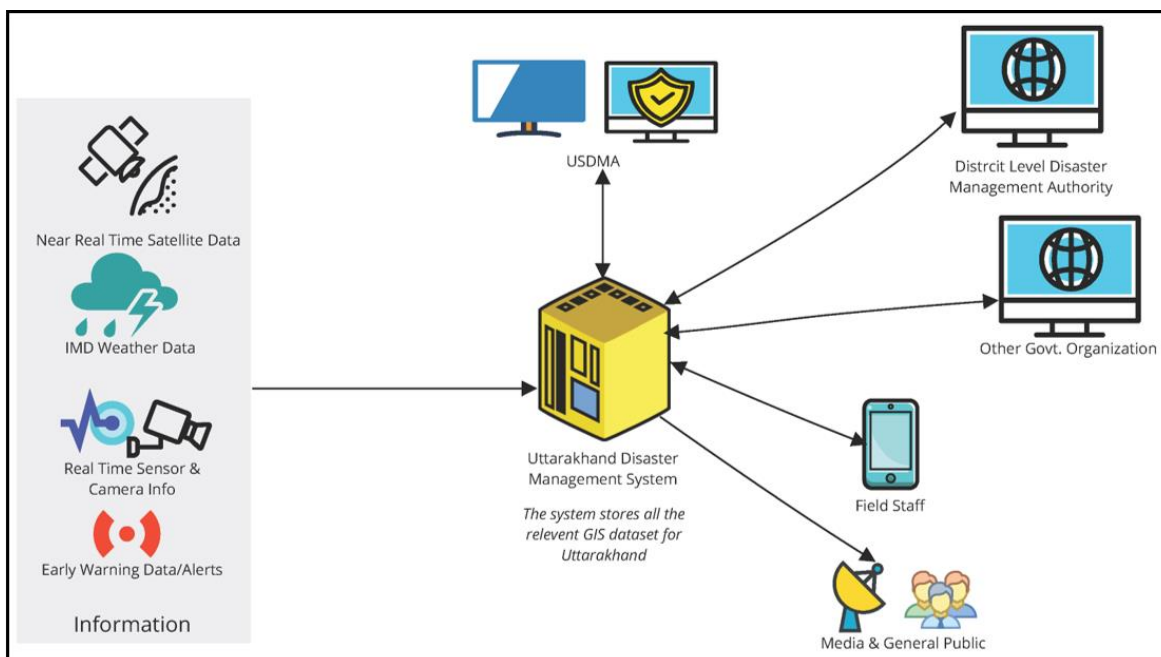 Near Real Time Satellite Data
IMD Weather Data
Real Time Sensor &
Camera Info
Early Warning Data/Alerts
Information
USDMA
Uttarakhand Disaster
Management System
The system stores all the
relevent GIS dataset for
Uttarakhand
Distrcit Level Disaster
Management Authority
Other Govt. Organization
Field Staff
Media & General Public